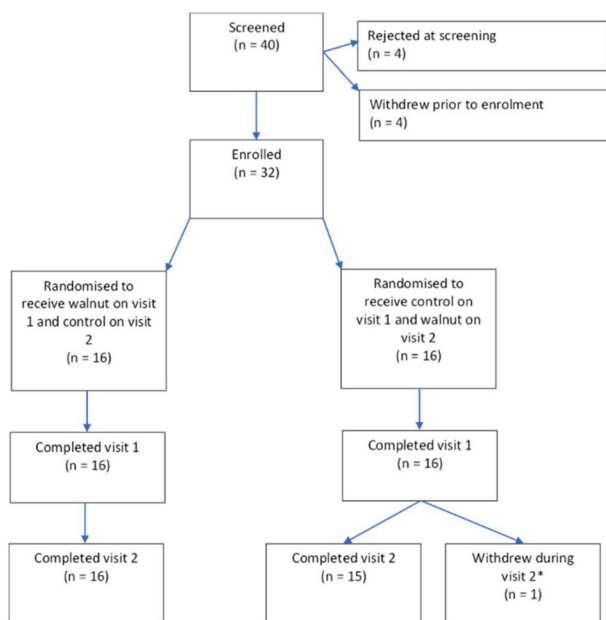 Screened
(n = 40)
Rejected at screening
(n = 4)
Withdrew prior to enrolment
(n = 4)
Enrolled
(n = 32)
Randomised to
receive walnut on visit
1 and control on visit
2
(n = 16)
Randomised to
receive control on
visit 1 and walnut on
visit 2
(n = 16)
Completed visit 1
(n = 16)
Completed visit 1
(n = 16)
Completed visit 2
(n = 16)
Completed visit 2
(n = 15)
Withdrew during
visit 2*
(n = 1)